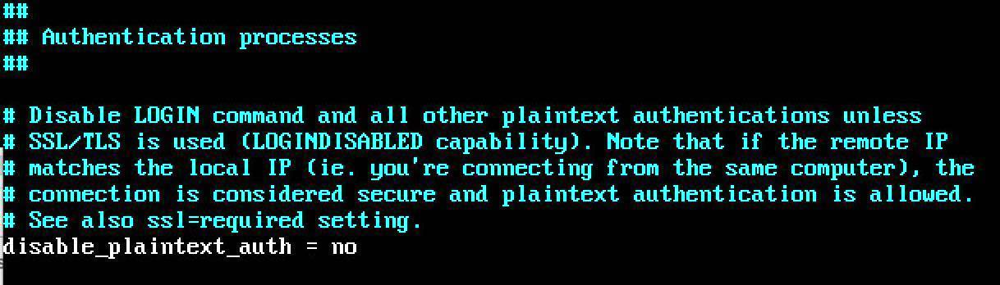 ##
## Authentication processes
##
# Disable LOGIN command and all other plaintext authentications unless
# SSL/TLS is used (LOGINDISABLED capability). Note that if the remote IP
# matches the local IP (ie. you're connecting from the same computer), the
# connection is considered secure and plaintext authentication is allowed.
# See also ssl=required setting.
disable_plaintext_auth = no